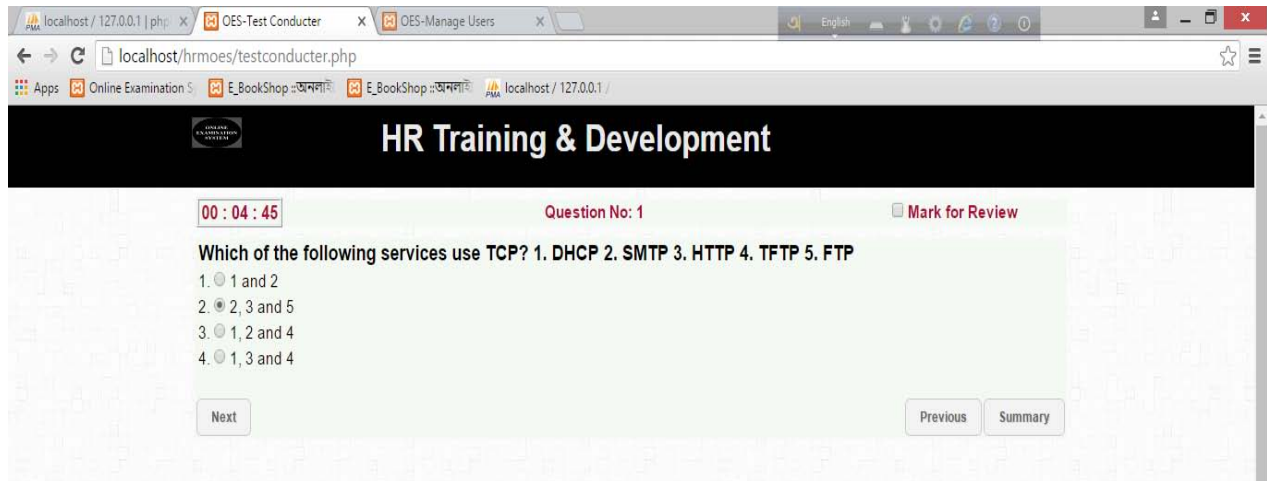 localhost / 127.0.0.1 | php
OES-Test Conducter
OES-Manage Users
English
localhost/hrmoes/testconducter.php
Apps
Online Examination S
E_BookShop ::অনলাই
E_BookShop ::অনলাই
localhost / 127.0.0.1 /
ONLINE
EXAMINATION
SYSTEM
HR Training & Development
00 : 04 : 45
Question No: 1
Mark for Review
Which of the following services use TCP? 1. DHCP 2. SMTP 3. HTTP 4. TFTP 5. FTP
1. 1 and 2
2. 2, 3 and 5
3. 1, 2 and 4
4. 1, 3 and 4
Next
Previous
Summary